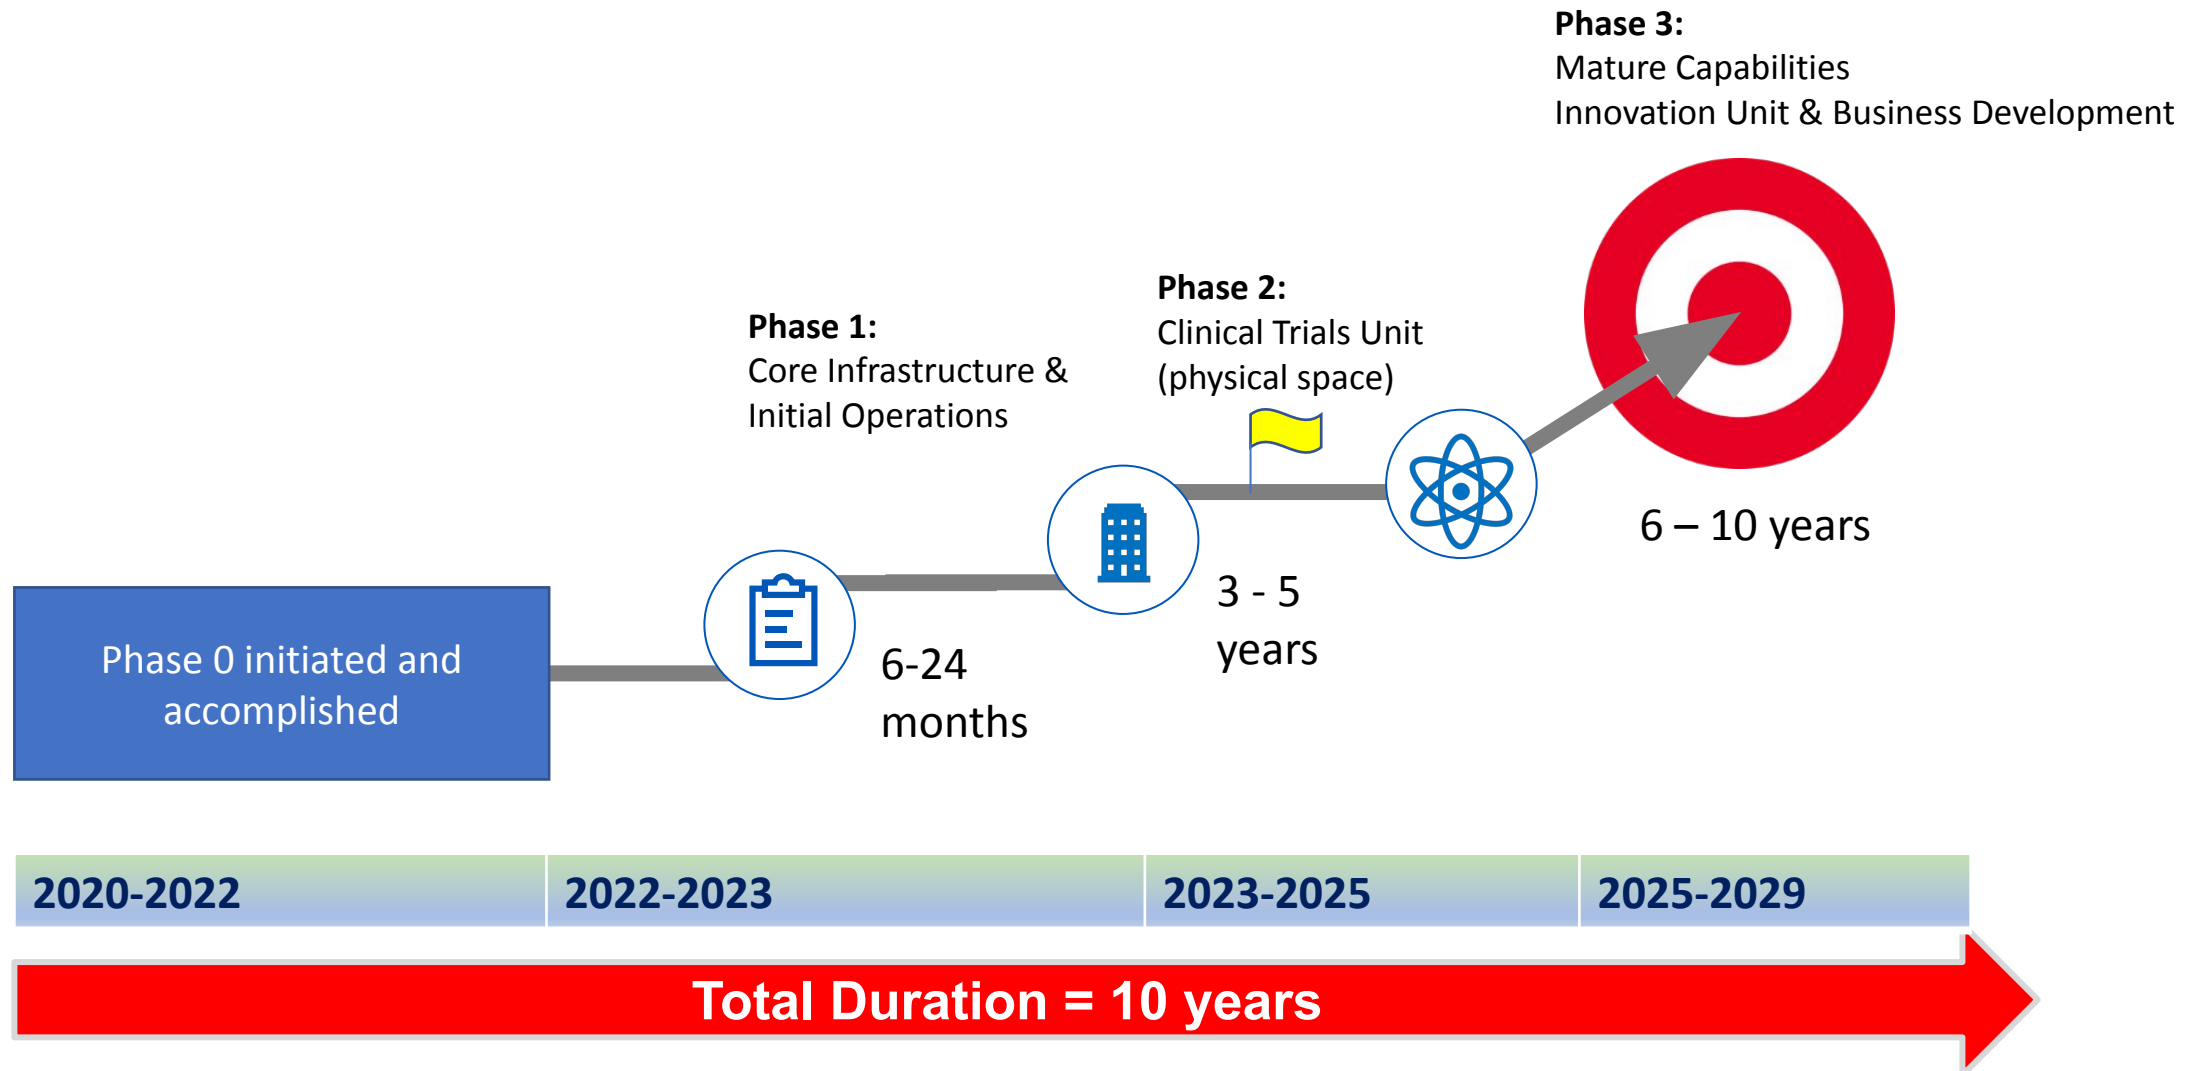 Phase 3:
Mature Capabilities
Innovation Unit & Business Development
Phase 2:
Clinical Trials Unit
(physical space)
Phase 1:
Core Infrastructure &
Initial Operations
6 – 10 years
3 - 5
years
6-24
months
Phase 0 initiated and
accomplished
2020-2022
2022-2023
2023-2025
2025-2029
Total Duration = 10 years